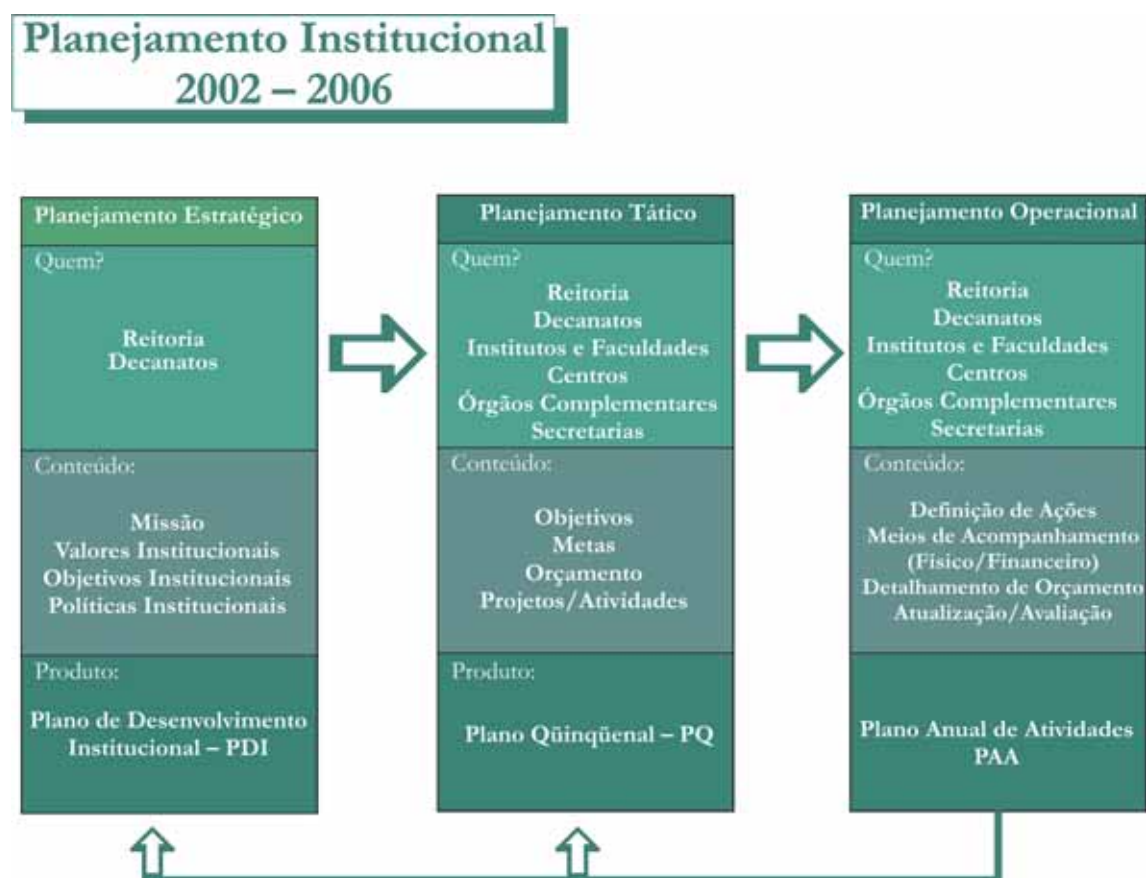 Planejamento Institucional
2002 – 2006
Planejamento Estratégico
Quem?
Reitoria
Decanatos
Conteúdo:
Missão
Valores Institucionais
Objetivos Institucionais
Políticas Institucionais
Produto:
Plano de Desenvolvimento
Institucional – PDI
Planejamento Tático
Quem?
Reitoria
Decanatos
Institutos e Faculdades
Centros
Órgãos Complementares
Secretarias
Conteúdo:
Objetivos
Metas
Orçamento
Projetos/Atividades
Produto:
Plano Qüinqüenal – PQ
Planejamento Operacional
Quem?
Reitoria
Decanatos
Institutos e Faculdades
Centros
Órgãos Complementares
Secretarias
Conteúdo:
Definição de Ações
Meios de Acompanhamento
(Físico/Financeiro)
Detalhamento de Orçamento
Atualização/Avaliação
Plano Anual de Atividades
PAA